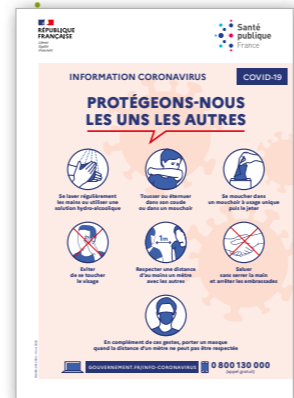 RÉPUBLIQUE
FRANÇAISE
Liberté
Égalité
Fraternité
Santé
publique
France
INFORMATION CORONAVIRUS
COVID-19
PROTÉGEONS-NOUS
LES UNS LES AUTRES
Se laver régulièrement
les mains ou utiliser une
solution hydro-alcoolique
Tousser ou éternuer
dans son coude
ou dans un mouchoir
Se moucher dans
un mouchoir à usage unique
puis le jeter
1m
Eviter
de se toucher
le visage
Respecter une distance
d'au moins un mètre
avec les autres
Saluer
sans serrer la main
et arrêter les embrassades
En complément de ces gestes, porter un masque
quand la distance d'un mètre ne peut pas être respectée
GOUVERNEMENT.FR/INFO-CORONAVIRUS
0 800 130 000
(appel gratuit)